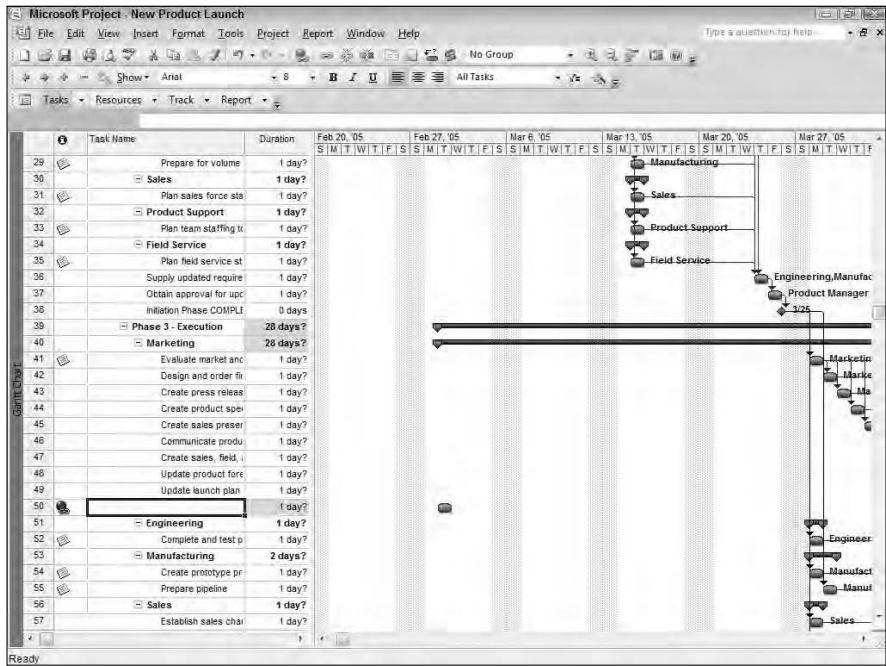 Microsoft Project - New Product Launch
File Edit View Insert Format Tools Project Report Window Help Type a question for help
Show Arial 8 B I U All Tasks No Group
Tasks Resources Track Report
Task Name Duration Feb 20, '05 Feb 27, '05 Mar 6, '05 Mar 13, '05 Mar 20, '05 Mar 27, '05
S M T W T F S S M T W T F S S M T W T F S S M T W T F S S M T W T F S S M T F
29 Prepare for volume 1 day? Manufacturing
30 Sales 1 day?
31 Plan sales force sta 1 day? Sales
32 Product Support 1 day?
33 Plan team staffing to 1 day? Product Support
34 Field Service 1 day?
35 Plan field service st 1 day? Field Service
36 Supply updated require 1 day? Engineering,Manufac
37 Obtain approval for upc 1 day? Product Manager
38 Initiation Phase COMPLE 0 days 3/25
39 Phase 3 - Execution 28 days?
40 Marketing 28 days?
41 Evaluate market and 1 day? Marketin
42 Design and order fi 1 day? Marke
43 Create press releas 1 day? Ma
44 Create product spe 1 day?
45 Create sales preser 1 day?
46 Communicate produ 1 day?
47 Create sales, field, 1 day?
48 Update product fore 1 day?
49 Update launch plan 1 day?
50 1 day?
51 Engineering 1 day?
52 Complete and test p 1 day? Engineer
53 Manufacturing 2 days?
54 Create prototype pr 1 day? Manufact
55 Prepare pipeline 1 day? Manuf
56 Sales 1 day?
57 Establish sales chai 1 day? Sales
Gantt Chart
Ready